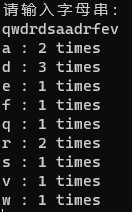 请输入字母串:
qwdrdsaadrfev
a : 2 times
d : 3 times
e : 1 times
f : 1 times
q : 1 times
r : 2 times
s : 1 times
v : 1 times
w : 1 times